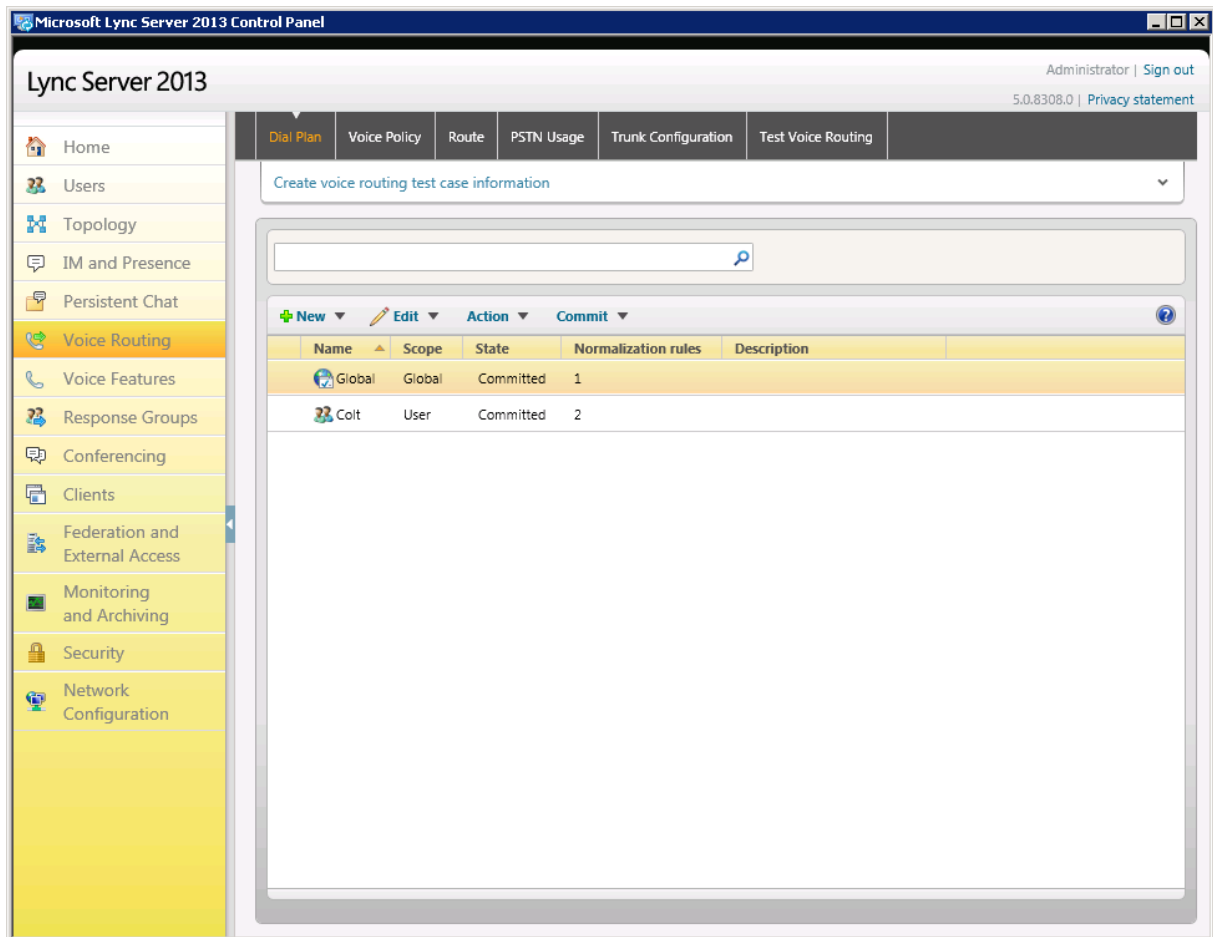 Microsoft Lync Server 2013 Control Panel
Lync Server 2013
Administrator | Sign out
5.0.8308.0 | Privacy statement
Home
Users
Topology
IM and Presence
Persistent Chat
Voice Routing
Voice Features
Response Groups
Conferencing
Clients
Federation and
External Access
Monitoring
and Archiving
Security
Network
Configuration
Dial Plan Voice Policy Route PSTN Usage Trunk Configuration Test Voice Routing
Create voice routing test case information
New Edit Action Commit
Name Scope State Normalization rules Description
Global Global Committed 1
Colt User Committed 2